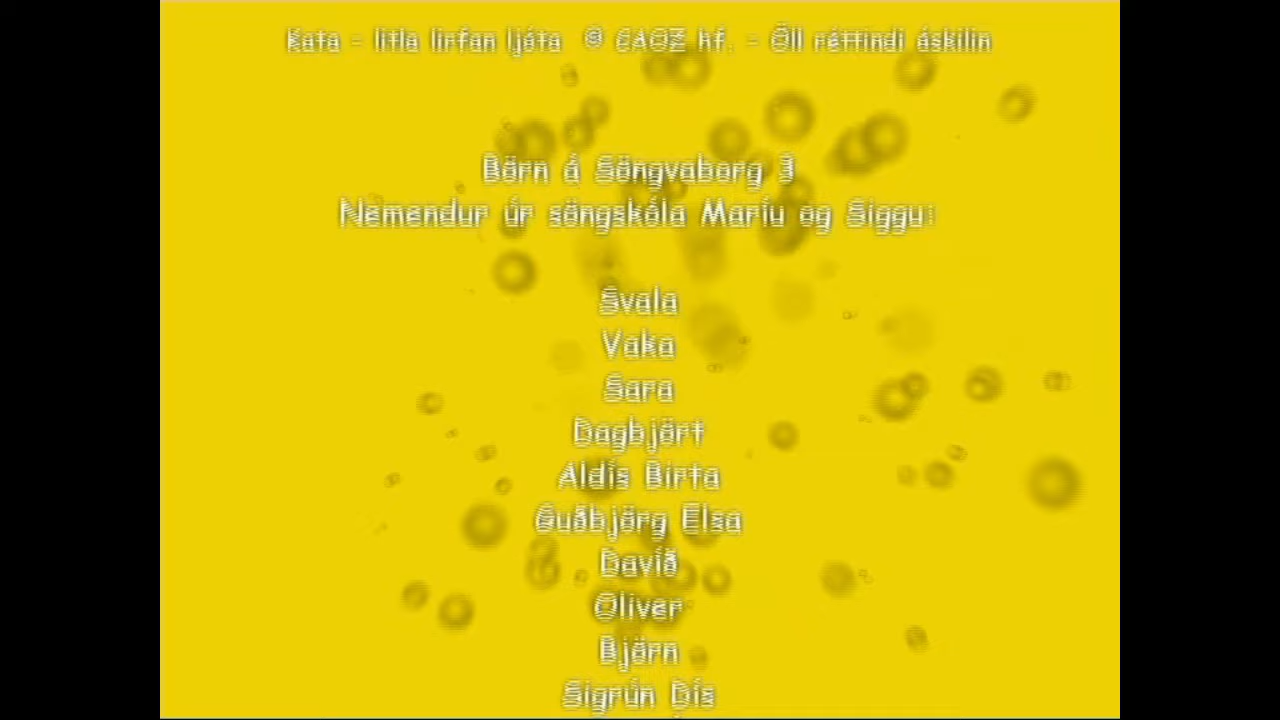 Kata - litla lirfan ljóta © CAOZ hf. - Öll réttindi áskilin
Börn á Söngvaborg 3
Nemendur úr söngskóla Maríu og Siggu:
Svala
Vaka
Sara
Dagbjört
Aldís Birta
Guðbjörg Elsa
Davíð
Oliver
Björn
Sigrún Dís